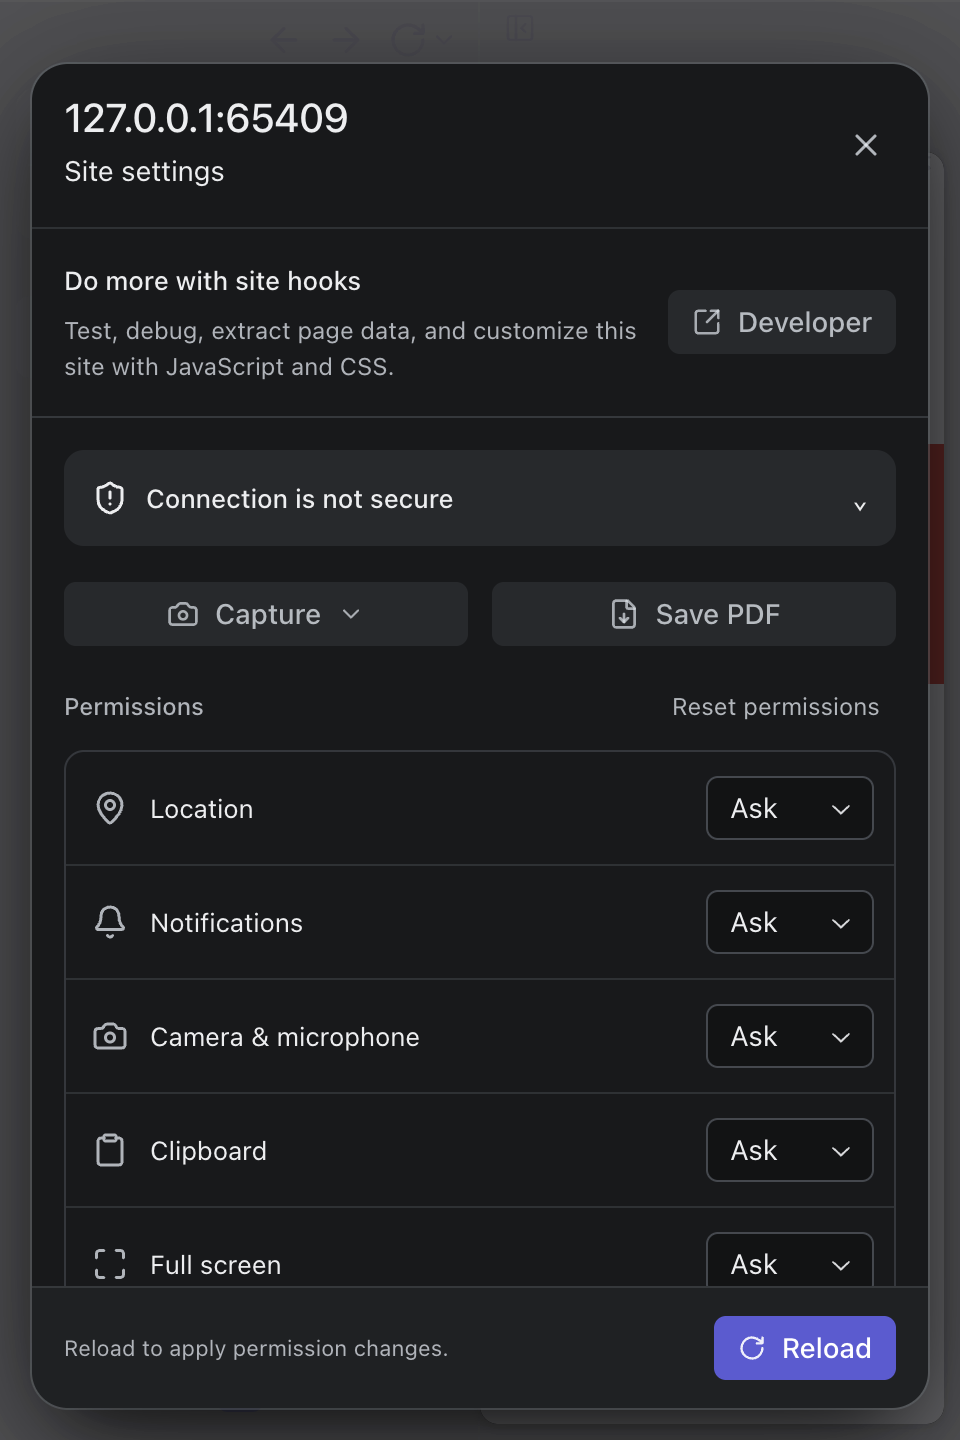 127.0.0.1:65409
Site settings
Do more with site hooks
Test, debug, extract page data, and customize this
site with JavaScript and CSS.
Developer
Connection is not secure
Capture
Save PDF
Permissions
Reset permissions
Location
Ask
Notifications
Ask
Camera & microphone
Ask
Clipboard
Ask
Full screen
Ask
Reload to apply permission changes.
Reload